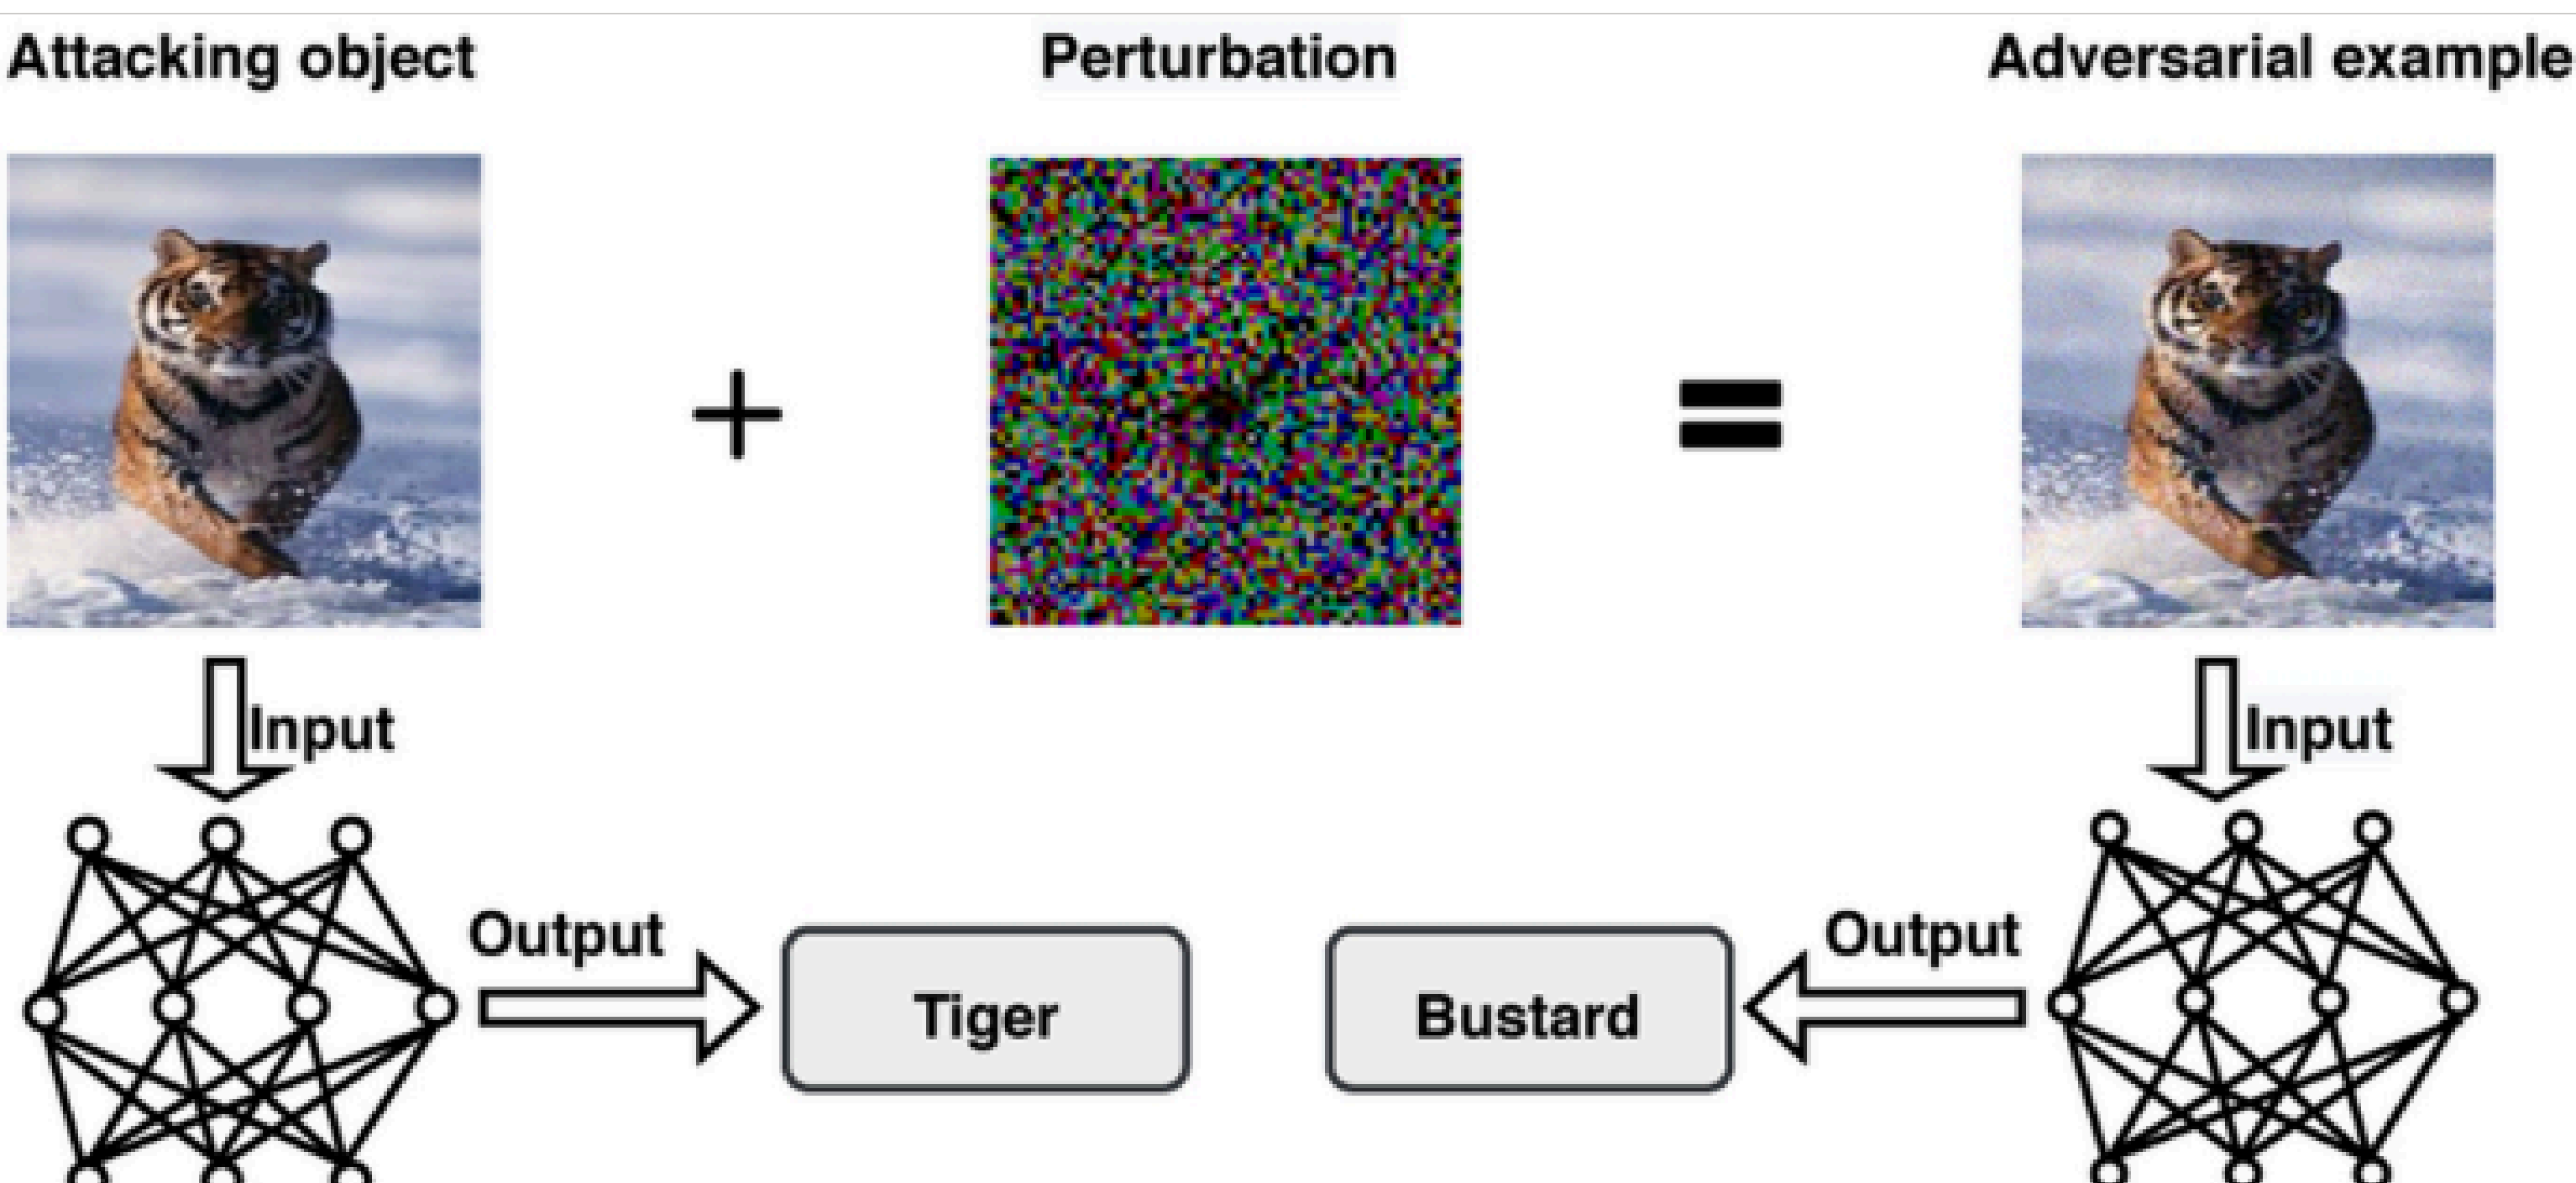 Attacking object
Perturbation
Adversarial example
+
=
Input
Input
Output
Output
Tiger
Bustard